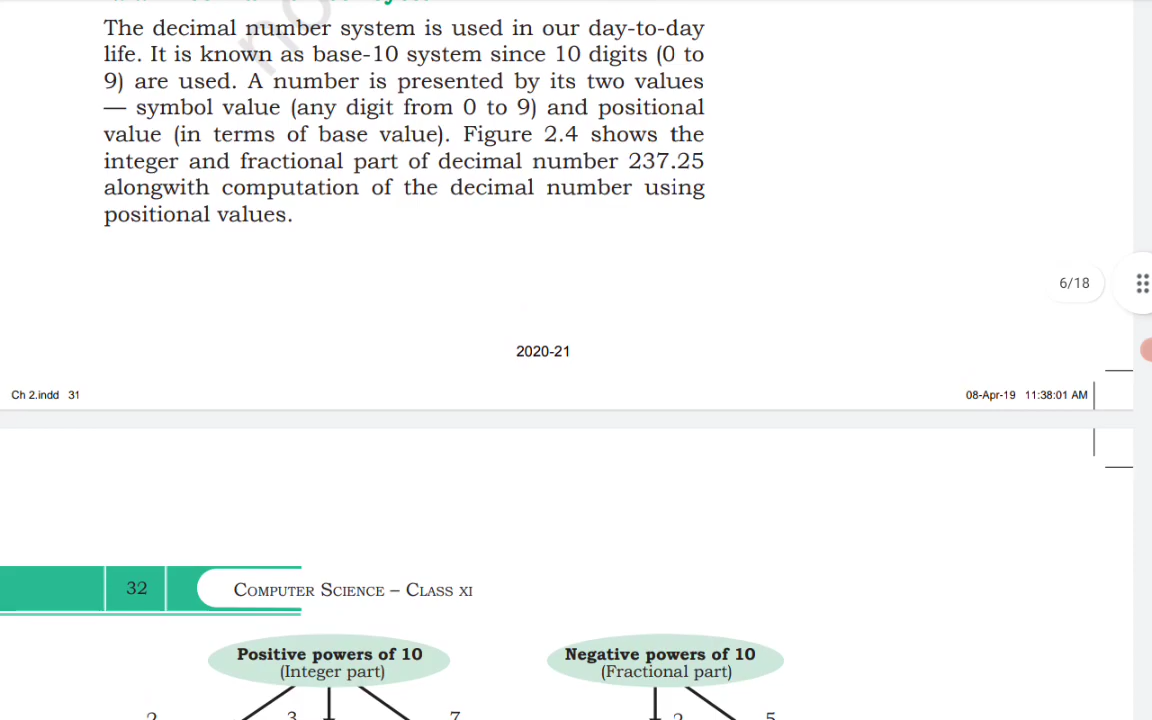 The decimal number system is used in our day-to-day
life. It is known as base-10 system since 10 digits (0 to
9) are used. A number is presented by its two values
— symbol value (any digit from 0 to 9) and positional
value (in terms of base value). Figure 2.4 shows the
integer and fractional part of decimal number 237.25
alongwith computation of the decimal number using
positional values.
6/18
2020-21
Ch 2.indd 31
08-Apr-19 11:38:01 AM
32
COMPUTER SCIENCE – CLASS XI
Positive powers of 10
(Integer part)
Negative powers of 10
(Fractional part)
2 3 7 2 5